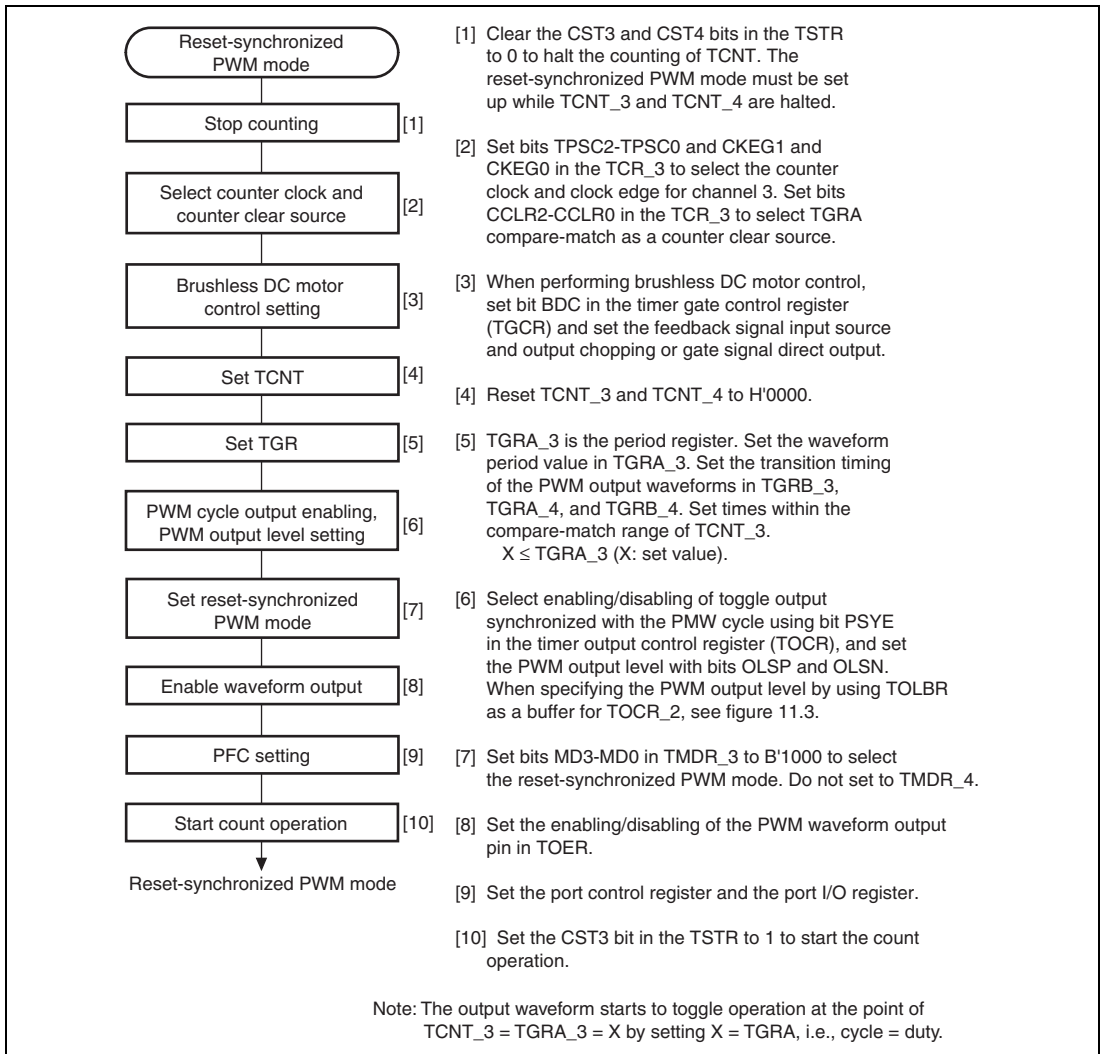 Reset-synchronized
PWM mode
Stop counting
[1]
Select counter clock and
counter clear source
[2]
Brushless DC motor
control setting
[3]
Set TCNT
[4]
Set TGR
[5]
PWM cycle output enabling,
PWM output level setting
[6]
Set reset-synchronized
PWM mode
[7]
Enable waveform output
[8]
PFC setting
[9]
Start count operation
[10]
Reset-synchronized PWM mode
[1] Clear the CST3 and CST4 bits in the TSTR
to 0 to halt the counting of TCNT. The
reset-synchronized PWM mode must be set
up while TCNT_3 and TCNT_4 are halted.
[2] Set bits TPSC2-TPSC0 and CKEG1 and
CKEG0 in the TCR_3 to select the counter
clock and clock edge for channel 3. Set bits
CCLR2-CCLR0 in the TCR_3 to select TGRA
compare-match as a counter clear source.
[3] When performing brushless DC motor control,
set bit BDC in the timer gate control register
(TGCR) and set the feedback signal input source
and output chopping or gate signal direct output.
[4] Reset TCNT_3 and TCNT_4 to H'0000.
[5] TGRA_3 is the period register. Set the waveform
period value in TGRA_3. Set the transition timing
of the PWM output waveforms in TGRB_3,
TGRA_4, and TGRB_4. Set times within the
compare-match range of TCNT_3.
X ≤ TGRA_3 (X: set value).
[6] Select enabling/disabling of toggle output
synchronized with the PMW cycle using bit PSYE
in the timer output control register (TOCR), and set
the PWM output level with bits OLSP and OLSN.
When specifying the PWM output level by using TOLBR
as a buffer for TOCR_2, see figure 11.3.
[7] Set bits MD3-MD0 in TMDR_3 to B'1000 to select
the reset-synchronized PWM mode. Do not set to TMDR_4.
[8] Set the enabling/disabling of the PWM waveform output
pin in TOER.
[9] Set the port control register and the port I/O register.
[10] Set the CST3 bit in the TSTR to 1 to start the count
operation.
Note: The output waveform starts to toggle operation at the point of
TCNT_3 = TGRA_3 = X by setting X = TGRA, i.e., cycle = duty.